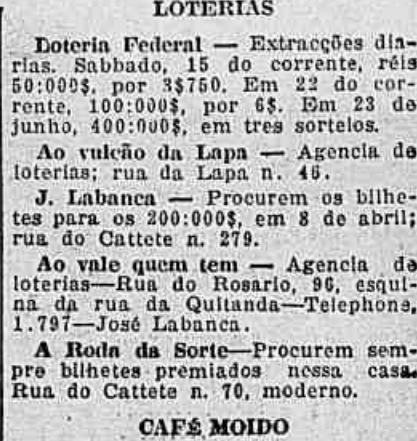 LOTERIAS
Loteria Federal — Extracções dia-
rias. Sabbado, 15 do corrente, réis
50:000$, por 3$750. Em 22 do cor-
rente, 100:000$, por 6$. Em 23 de
junho, 400:000$, em tres sorteios.
Ao vulcão da Lapa — Agencia de
loterias; rua da Lapa n. 46.
J. Labanca — Procurem os bilhe-
tes para os 200:000$, em 8 de abril;
rua do Cattete n. 279.
Ao vale quem tem — Agencia de
loterias—Rua do Rosario, 96, esqui-
na da rua da Quitanda—Telephone,
1.797—José Labanca.
A Roda da Sorte—Procurem sem-
pre bilhetes premiados nessa casa.
Rua do Cattete n. 70, moderno.
CAFÉ MOIDO